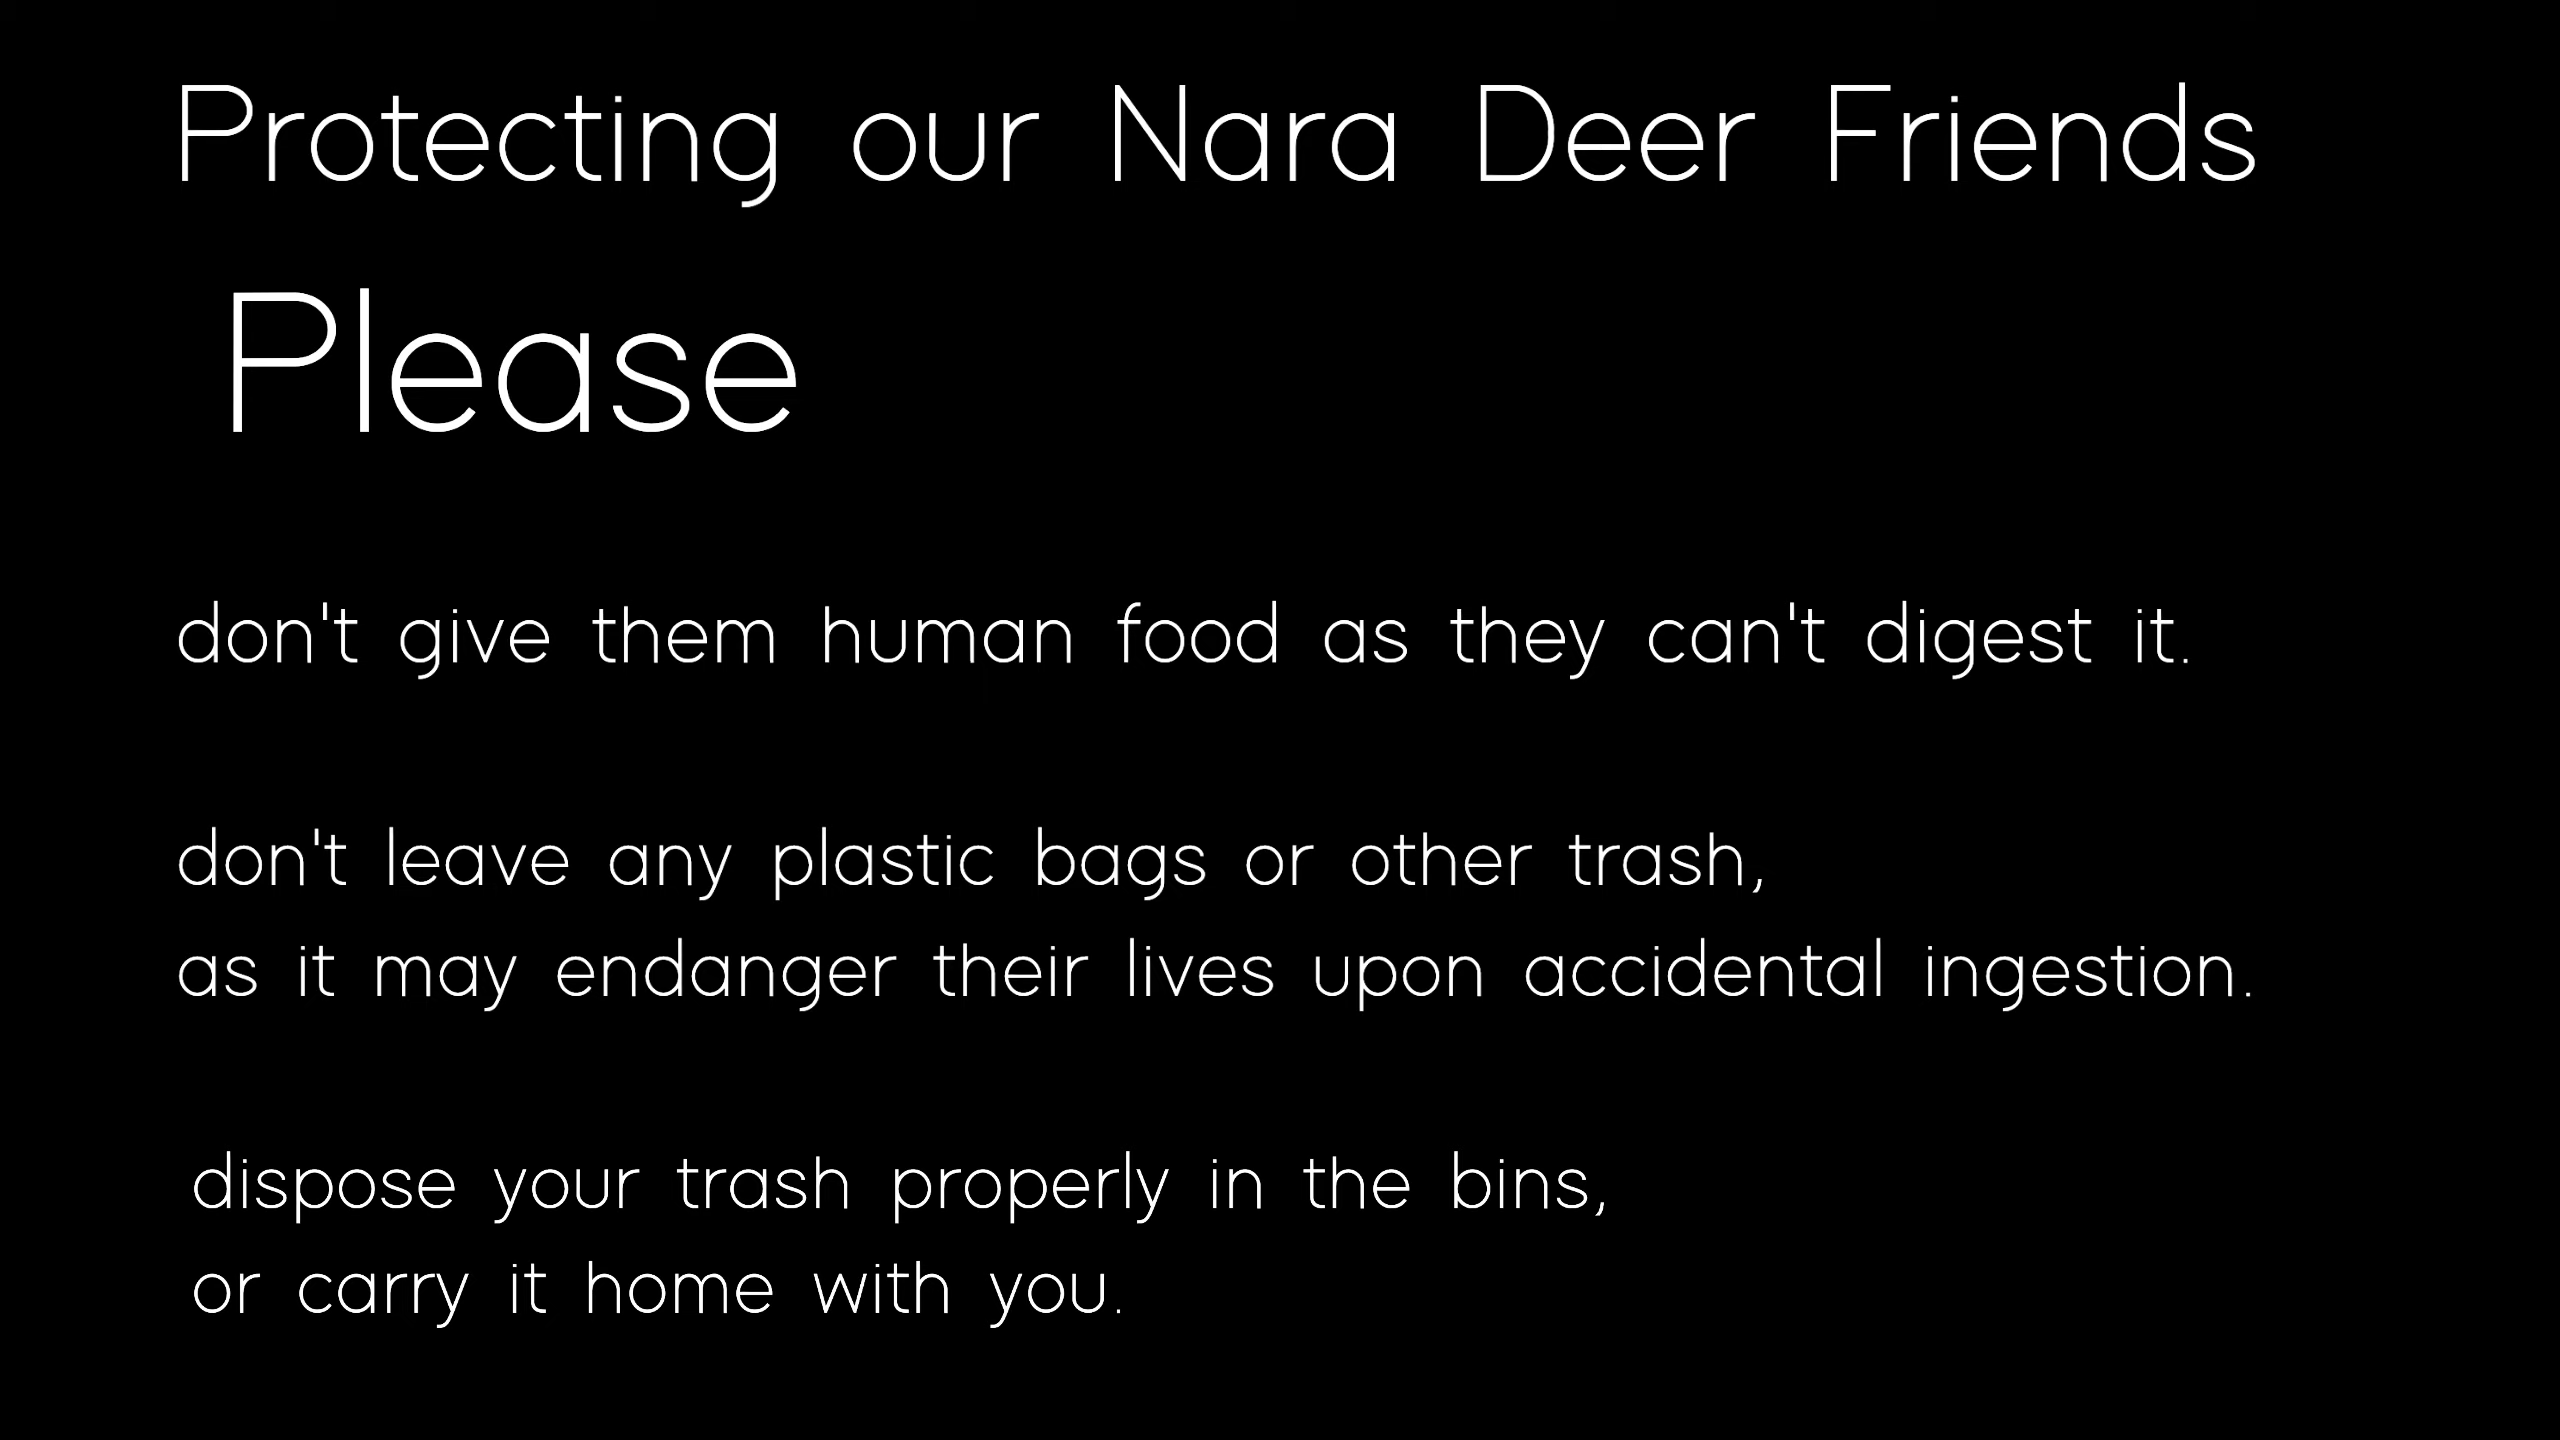 Protecting our Nara Deer Friends
Please
don't give them human food as they can't digest it.
don't leave any plastic bags or other trash,
as it may endanger their lives upon accidental ingestion.
dispose your trash properly in the bins,
or carry it home with you.